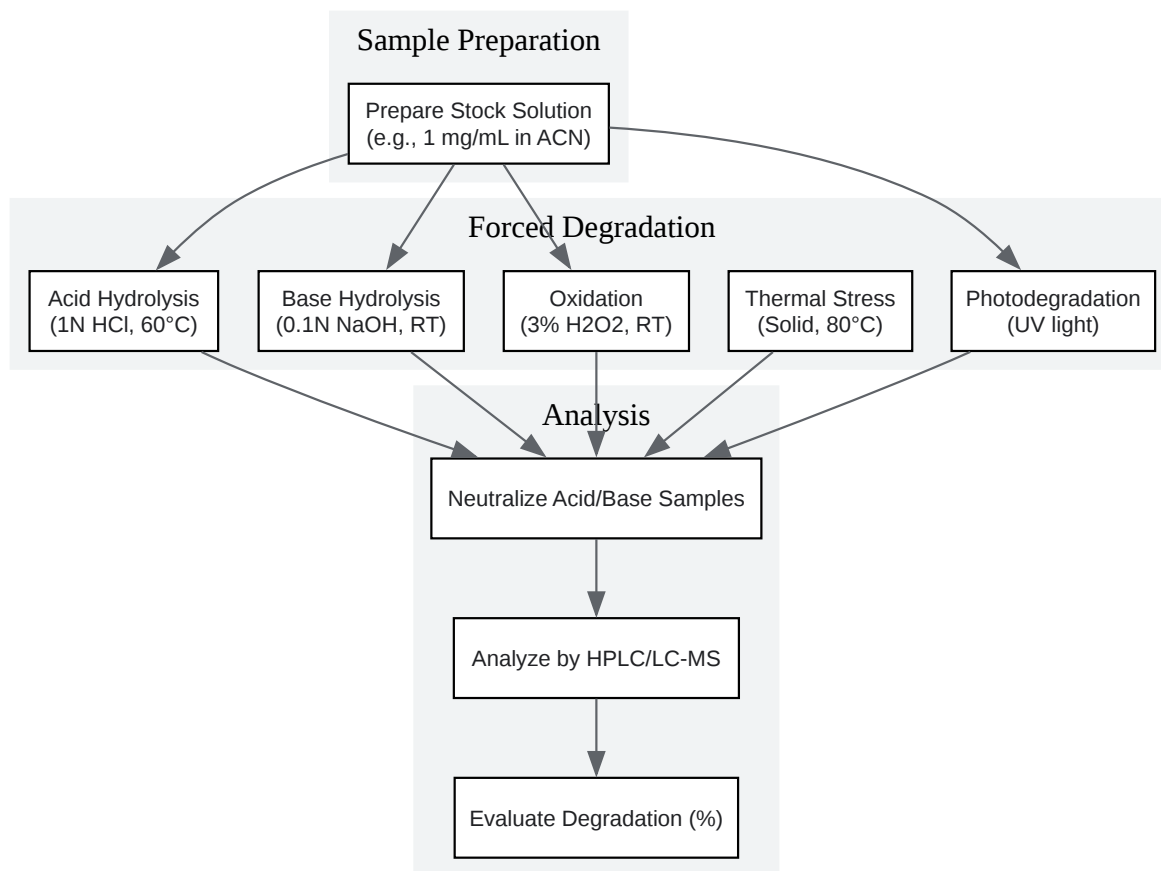 Sample Preparation
Prepare Stock Solution
(e.g., 1 mg/mL in ACN)
Forced Degradation
Acid Hydrolysis
(1N HCl, 60°C)
Base Hydrolysis
(0.1N NaOH, RT)
Oxidation
(3% H2O2, RT)
Thermal Stress
(Solid, 80°C)
Photodegradation
(UV light)
Analysis
Neutralize Acid/Base Samples
Analyze by HPLC/LC-MS
Evaluate Degradation (%)